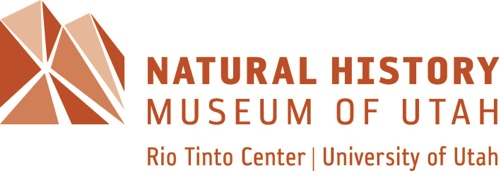 NATURAL HISTORY
MUSEUM OF UTAH
Rio Tinto Center | University of Utah